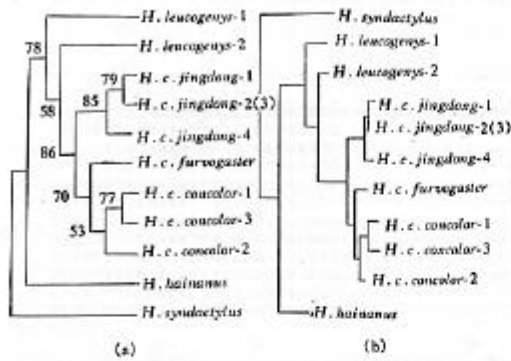 H. leucogenys-1
78
H. leucogenys-2
79
H. c. jingdong-1
H. c. jingdong-2(3)
85
58
H. c. jingdong-4
86
H. c. furvogaster
70
77
H. c. concolor-1
H. c. concolor-3
53
H. c. concolor-2
H. hainanus
H. syndactylus
(a)
H. syndactylus
H. leucogenys-1
H. leucogenys-2
H. c. jingdong-1
H. c. jingdong-2(3)
H. c. jingdong-4
H. c. furvogaster
H. c. concolor-1
H. c. concolor-3
H. c. concolor-2
H. hainanus
(b)